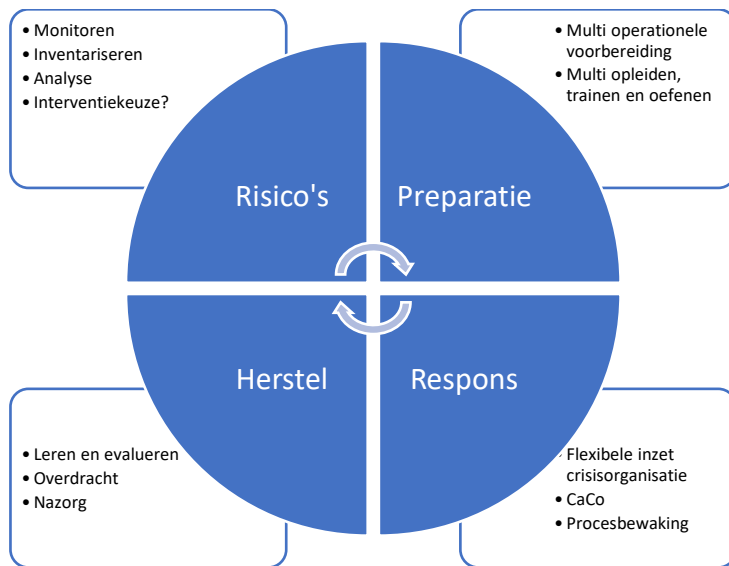 • Monitoren
• Inventariseren
• Analyse
• Interventiekeuze?
• Multi operationele
voorbereiding
• Multi opleiden,
trainen en oefenen
Risico's
Preparatie
Herstel
Respons
• Leren en evalueren
• Overdracht
• Nazorg
• Flexibele inzet
crisisorganisatie
• CaCo
• Procesbewaking